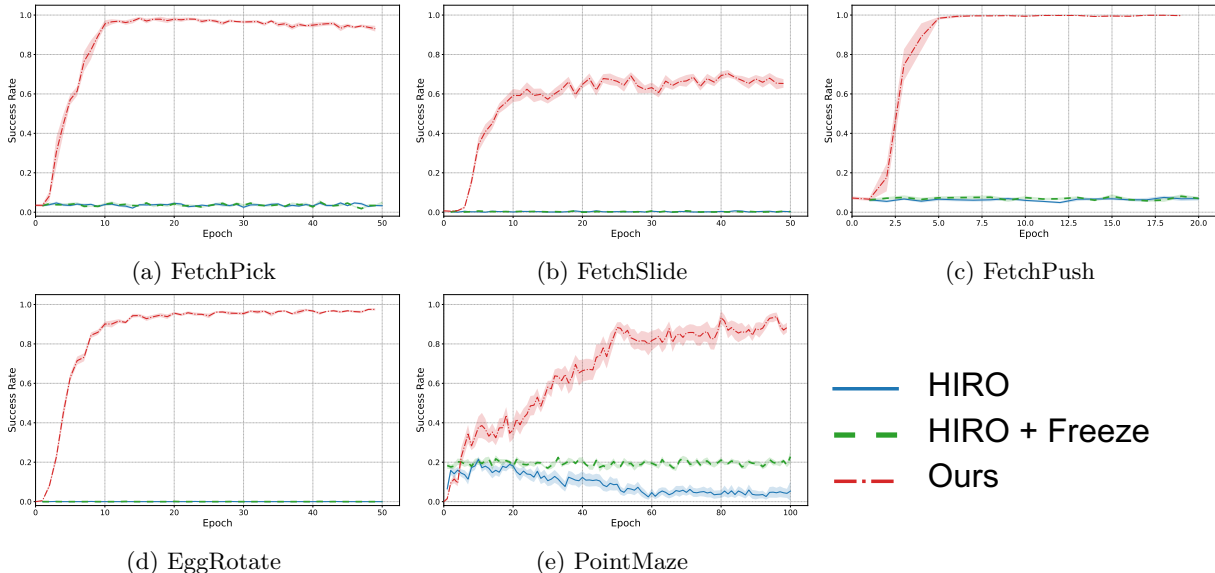 1.0
0.8
0.6
0.4
0.2
0.0
Success Rate
0 10 20 30 40 50
Epoch
(a) FetchPick
1.0
0.8
0.6
0.4
0.2
0.0
Success Rate
0 10 20 30 40 50
Epoch
(b) FetchSlide
1.0
0.8
0.6
0.4
0.2
0.0
Success Rate
0.0 2.5 5.0 7.5 10.0 12.5 15.0 17.5 20.0
Epoch
(c) FetchPush
1.0
0.8
0.6
0.4
0.2
0.0
Success Rate
0 10 20 30 40 50
Epoch
(d) EggRotate
1.0
0.8
0.6
0.4
0.2
0.0
Success Rate
0 20 40 60 80 100
Epoch
(e) PointMaze
HIRO
HIRO + Freeze
Ours